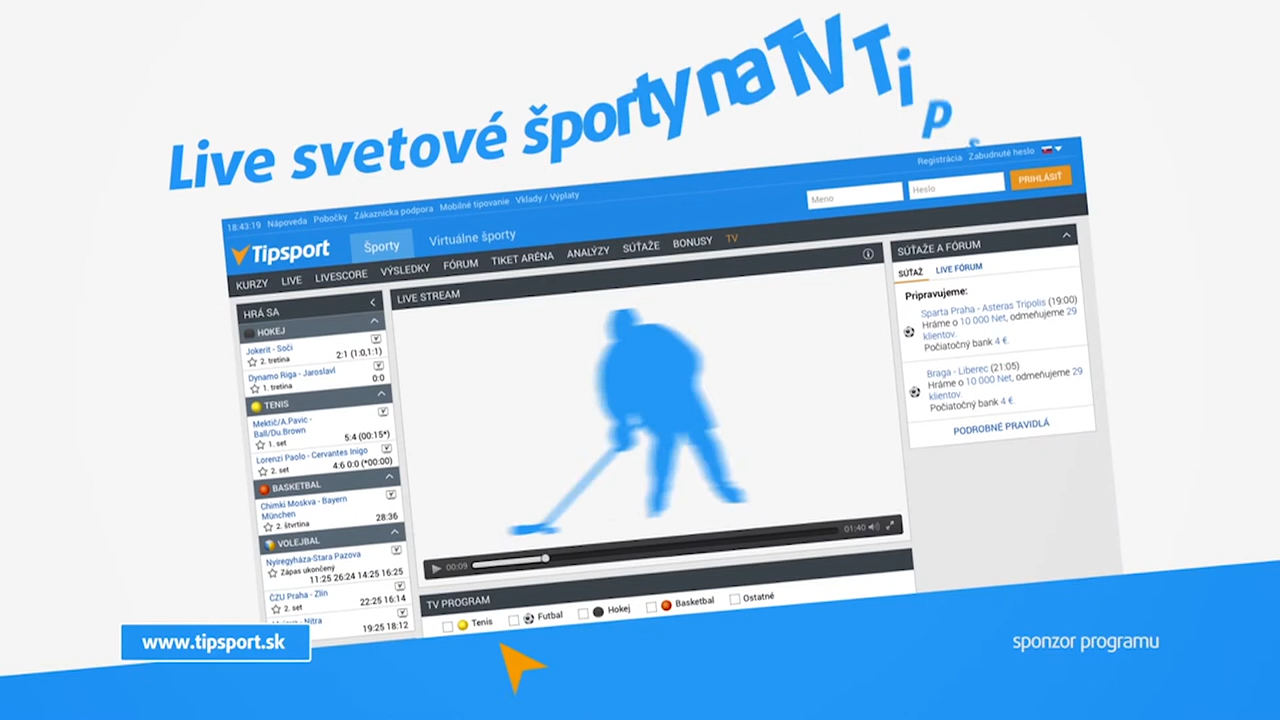 Live svetové športy na TV Tips
18:43:19 Nápoveda Pobočky Zákaznícka podpora Mobilné tipovanie Vklady / Výplaty
Registrácia Zabudnuté heslo
Meno Heslo PRIHLÁSIŤ
Tipsport Športy Virtuálne športy
KURZY LIVE LIVESCORE VÝSLEDKY FÓRUM TIKET ARÉNA ANALÝZY SÚŤAŽE BONUSY TV
HRÁ SA
HOKEJ
Jokerit - Soči
2. tretina 2:1 (1:0,1:1)
Dynamo Riga - Jaroslavl
1. tretina 0:0
TENIS
Mektič/A.Pavic -
Ball/Du.Brown
1. set 5:4 (00:15*)
Lorenzi Paolo - Cervantes Inigo
2. set 4:6 0:0 (*00:00)
BASKETBAL
Chimki Moskva - Bayern
München
2. štvrtina 28:36
VOLEJBAL
Nyiregyháza-Stara Pazova
Zápas ukončený
11:25 26:24 14:25 16:25
ČZU Praha - Zlín
2. set 22:25 16:14
Nitra
19:25 18:12
LIVE STREAM
00:09 01:40
TV PROGRAM
Tenis Futbal Hokej Basketbal Ostatné
SÚŤAŽE A FÓRUM
SÚŤAŽ LIVE FÓRUM
Pripravujeme:
Sparta Praha - Asteras Tripolis (19:00)
Hráme o 10 000 Net, odmeňujeme 29
klientov.
Počiatočný bank 4 €.
Braga - Liberec (21:05)
Hráme o 10 000 Net, odmeňujeme 29
klientov.
Počiatočný bank 4 €.
PODROBNÉ PRAVIDLÁ
www.tipsport.sk
sponzor programu